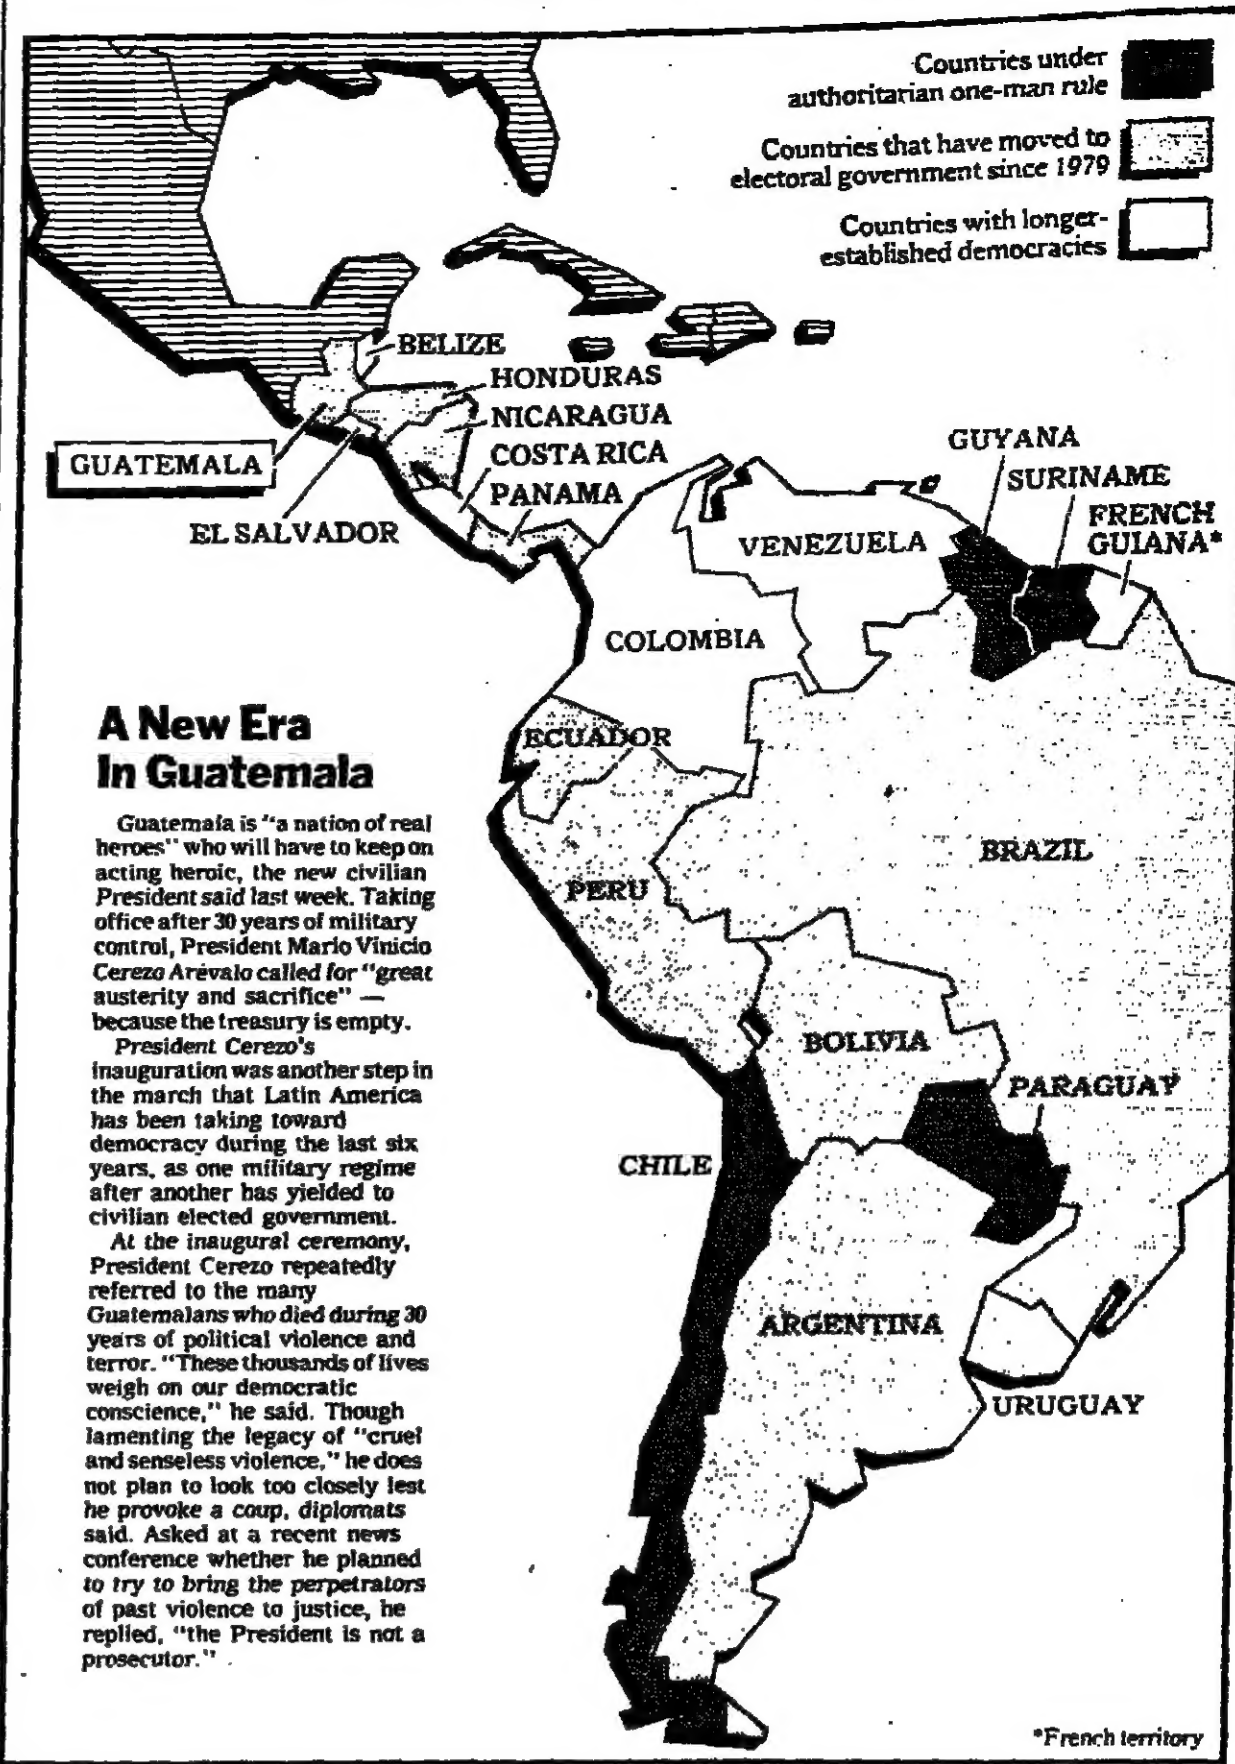 Countries under
authoritarian one-man rule
Countries that have moved to
electoral government since 1979
Countries with longer-
established democracies
BELIZE
HONDURAS
NICARAGUA
COSTA RICA
PANAMA
GUATEMALA
EL SALVADOR
GUYANA
SURINAME
FRENCH
GUIANA*
VENEZUELA
COLOMBIA
ECUADOR
BRAZIL
PERU
BOLIVIA
PARAGUAY
CHILE
ARGENTINA
URUGUAY
A New Era
In Guatemala
Guatemala is "a nation of real
heroes" who will have to keep on
acting heroic, the new civilian
President said last week. Taking
office after 30 years of military
control, President Mario Vinicio
Cerezo Arévalo called for "great
austerity and sacrifice" —
because the treasury is empty.
President Cerezo's
inauguration was another step in
the march that Latin America
has been taking toward
democracy during the last six
years, as one military regime
after another has yielded to
civilian elected government.
At the inaugural ceremony,
President Cerezo repeatedly
referred to the many
Guatemalans who died during 30
years of political violence and
terror. "These thousands of lives
weigh on our democratic
conscience," he said. Though
lamenting the legacy of "cruel
and senseless violence," he does
not plan to look too closely lest
he provoke a coup, diplomats
said. Asked at a recent news
conference whether he planned
to try to bring the perpetrators
of past violence to justice, he
replied, "the President is not a
prosecutor."
*French territory